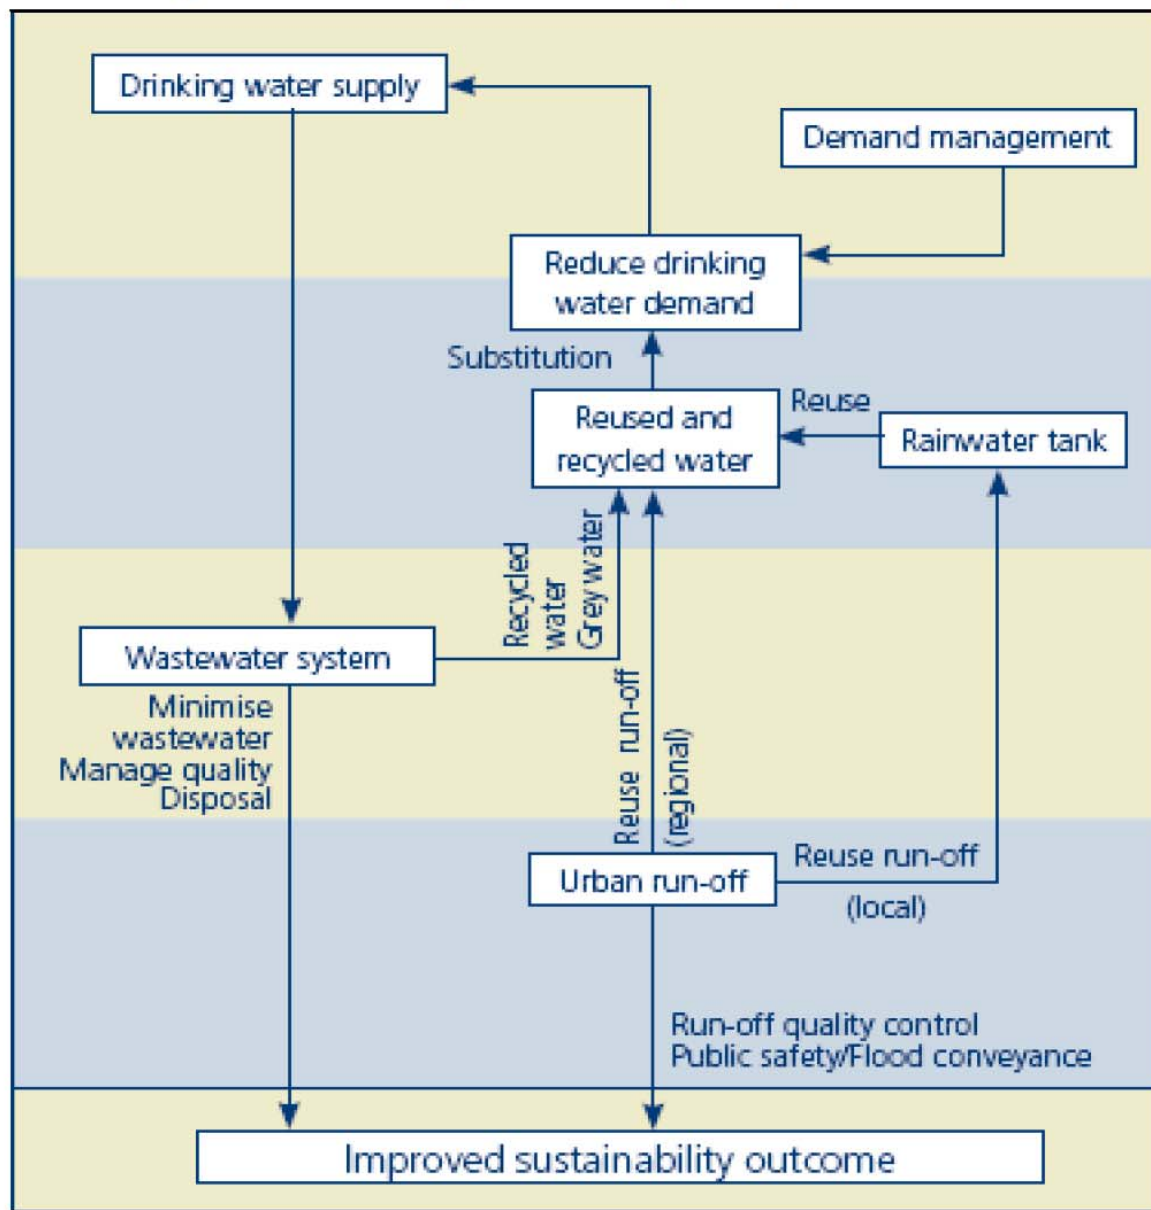 Drinking water supply
Demand management
Reduce drinking
water demand
Substitution
Reused and
recycled water
Reuse
Rainwater tank
Recycled
water
Grey water
Wastewater system
Minimise
wastewater
Manage quality
Disposal
Reuse run-off
(regional)
Urban run-off
Reuse run-off
(local)
Run-off quality control
Public safety/Flood conveyance
Improved sustainability outcome